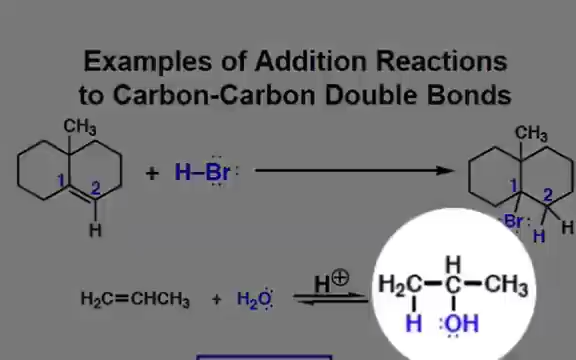 Examples of Addition Reactions
to Carbon-Carbon Double Bonds
CH₃
1 2
H
+ H–Br:
CH₃
1 2
Br: H
H
H₂C=CHCH₃ + H₂O
H⊕
H
H₂C–C–CH₃
H :OH